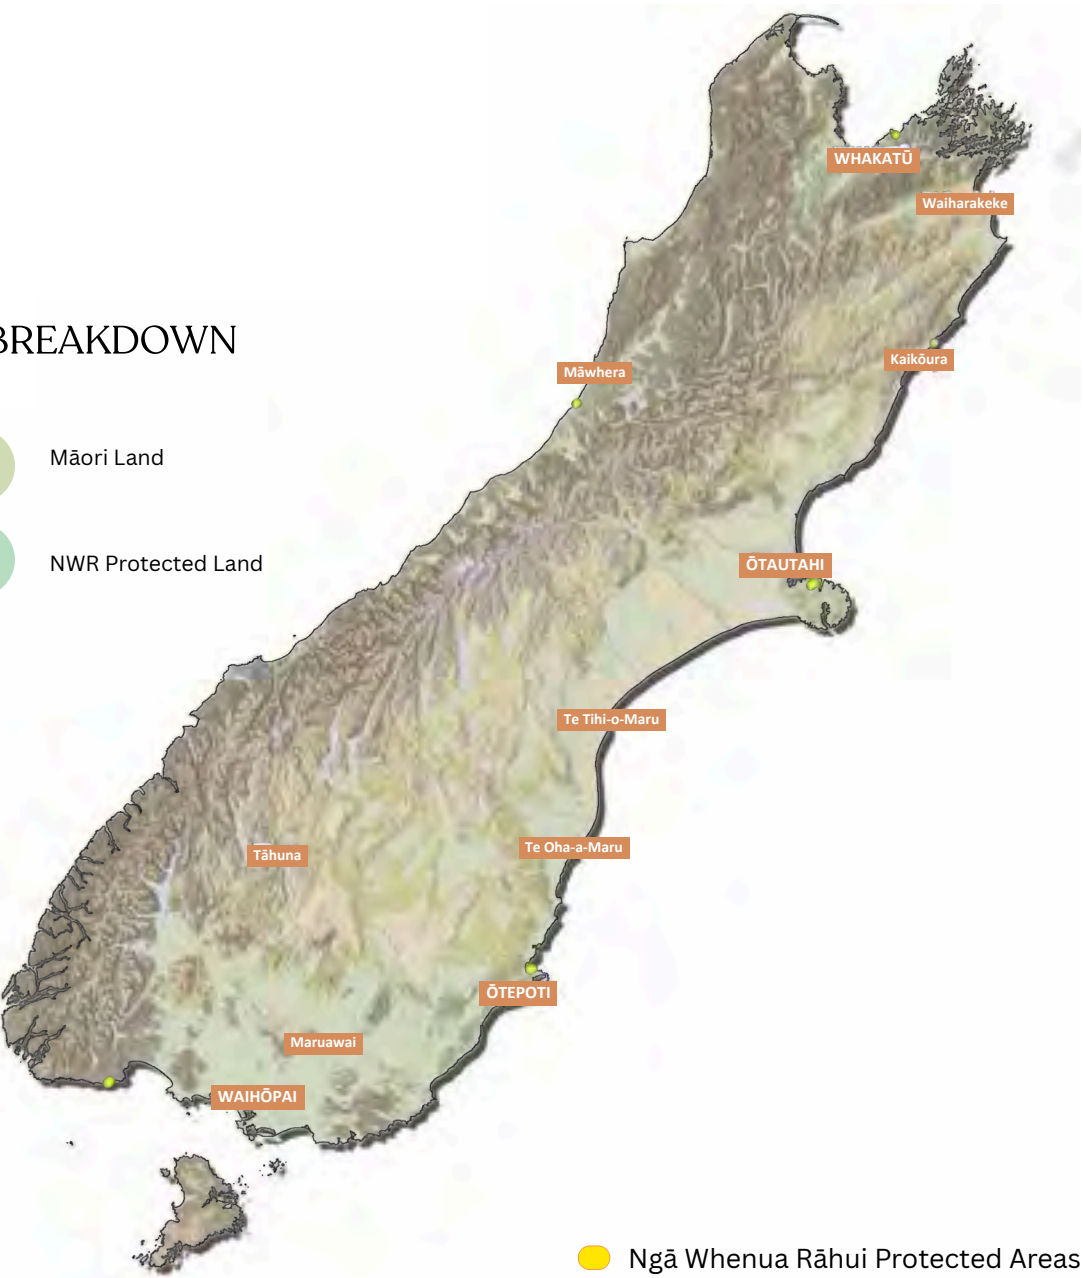 WHAKATŪ
Waiharakeke
BREAKDOWN
Kaikōura
Māwhera
Māori Land
NWR Protected Land
ŌTAUTAHI
Te Tihi-o-Maru
Te Oha-a-Maru
Tāhuna
ŌTEPOTI
Maruawai
WAIHŌPAI
Ngā Whenua Rāhui Protected Areas